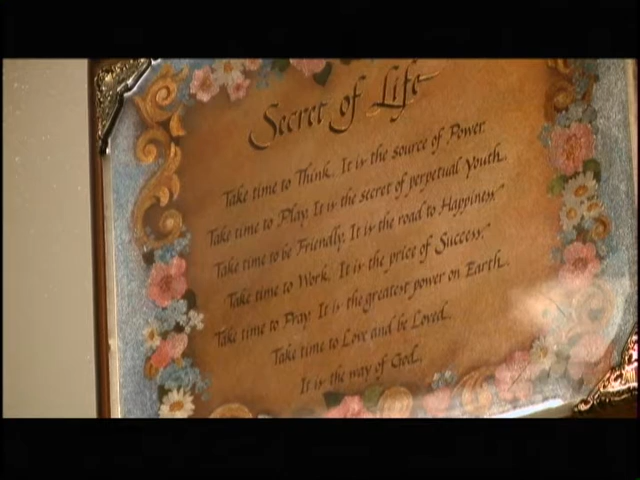 Secret of Life
Take time to Think. It is the source of Power.
Take time to Play. It is the secret of perpetual Youth.
Take time to be Friendly. It is the road to Happiness.
Take time to Work. It is the price of Success.
Take time to Pray. It is the greatest power on Earth.
Take time to Love and be Loved.
It is the way of God.